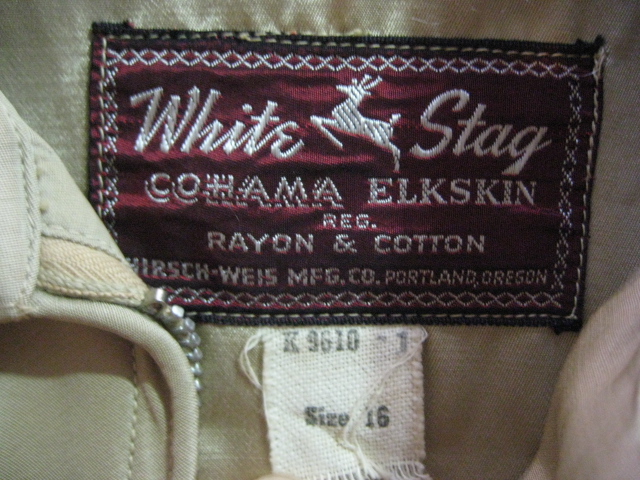 White Stag
COHAMA ELKSKIN
REG.
RAYON & COTTON
HIRSCH-WEIS MFG.CO. PORTLAND, OREGON
K 9610 - 1
Size 16